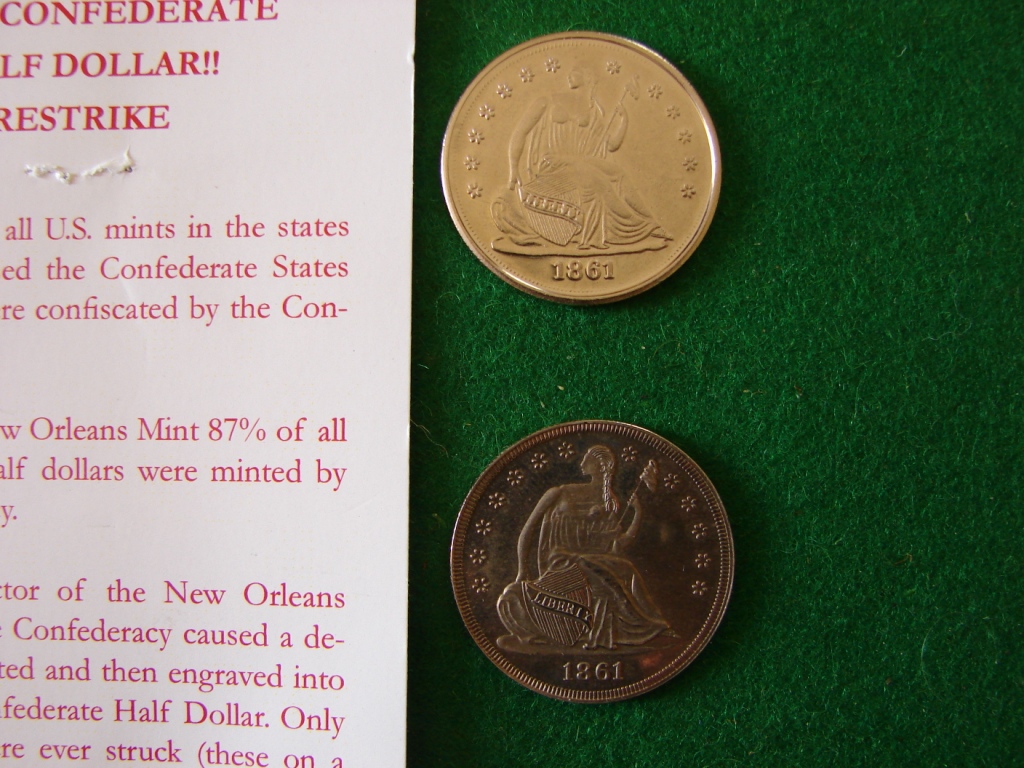 CONFEDERATE
LF DOLLAR!!
RESTRIKE
all U.S. mints in the states
ed the Confederate States
re confiscated by the Con-
w Orleans Mint 87% of all
alf dollars were minted by
y.
ctor of the New Orleans
e Confederacy caused a de-
ted and then engraved into
federate Half Dollar. Only
re ever struck (these on a
LIBERTY
1861
LIBERTY
1861